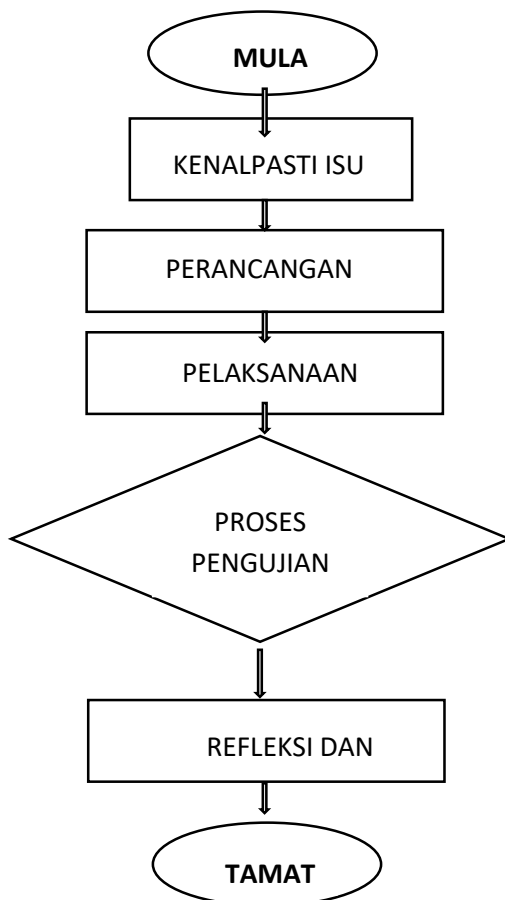 MULA
KENALPASTI ISU
PERANCANGAN
PELAKSANAAN
PROSES
PENGUJIAN
REFLEKSI DAN
TAMAT